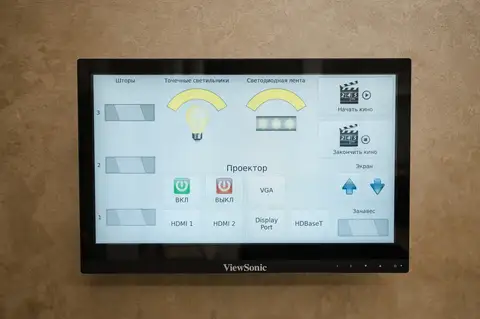 Шторы
Точечные светильники
Светодиодная лента
3
Начать кино
2
Закончить кино
Проектор
Экран
ВКЛ
ВЫКЛ
VGA
1
HDMI 1
HDMI 2
Display
Port
HDBaseT
Занавес
ViewSonic